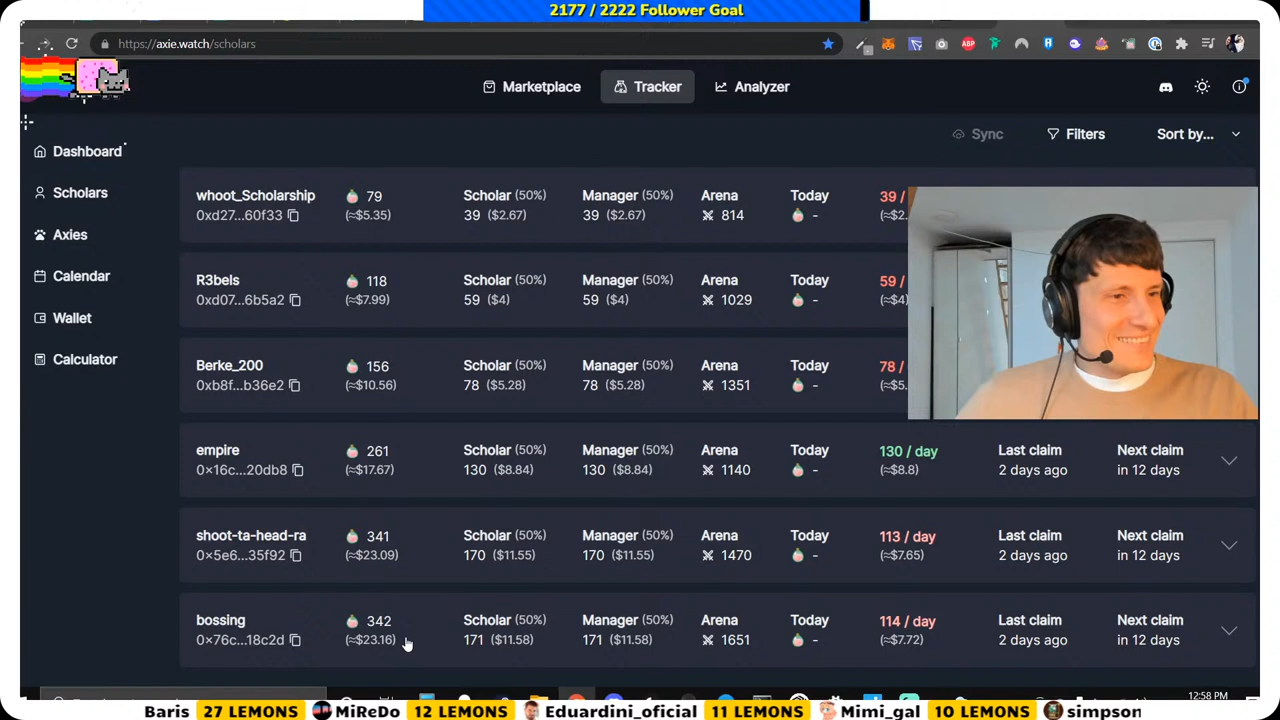 2177 / 2222 Follower Goal
https://axie.watch/scholars
ABP
Marketplace
Tracker
Analyzer
Sync
Filters
Sort by...
Dashboard
Scholars
Axies
Calendar
Wallet
Calculator
whoot_Scholarship 79 Scholar (50%) Manager (50%) Arena Today 39 /
0xd27...60f33 (≈$5.35) 39 ($2.67) 39 ($2.67) 814 - (≈$2.
R3bels 118 Scholar (50%) Manager (50%) Arena Today 59 /
0xd07...6b5a2 (≈$7.99) 59 ($4) 59 ($4) 1029 - (≈$4)
Berke_200 156 Scholar (50%) Manager (50%) Arena Today 78 /
0xb8f...b36e2 (≈$10.56) 78 ($5.28) 78 ($5.28) 1351 - (≈$5.
empire 261 Scholar (50%) Manager (50%) Arena Today 130 / day Last claim Next claim
0x16c...20db8 (≈$17.67) 130 ($8.84) 130 ($8.84) 1140 - (≈$8.8) 2 days ago in 12 days
shoot-ta-head-ra 341 Scholar (50%) Manager (50%) Arena Today 113 / day Last claim Next claim
0x5e6...35f92 (≈$23.09) 170 ($11.55) 170 ($11.55) 1470 - (≈$7.65) 2 days ago in 12 days
bossing 342 Scholar (50%) Manager (50%) Arena Today 114 / day Last claim Next claim
0x76c...18c2d (≈$23.16) 171 ($11.58) 171 ($11.58) 1651 - (≈$7.72) 2 days ago in 12 days
12:58 PM
Baris 27 LEMONS MiReDo 12 LEMONS Eduardini_oficial 11 LEMONS Mimi_gal 10 LEMONS simpson